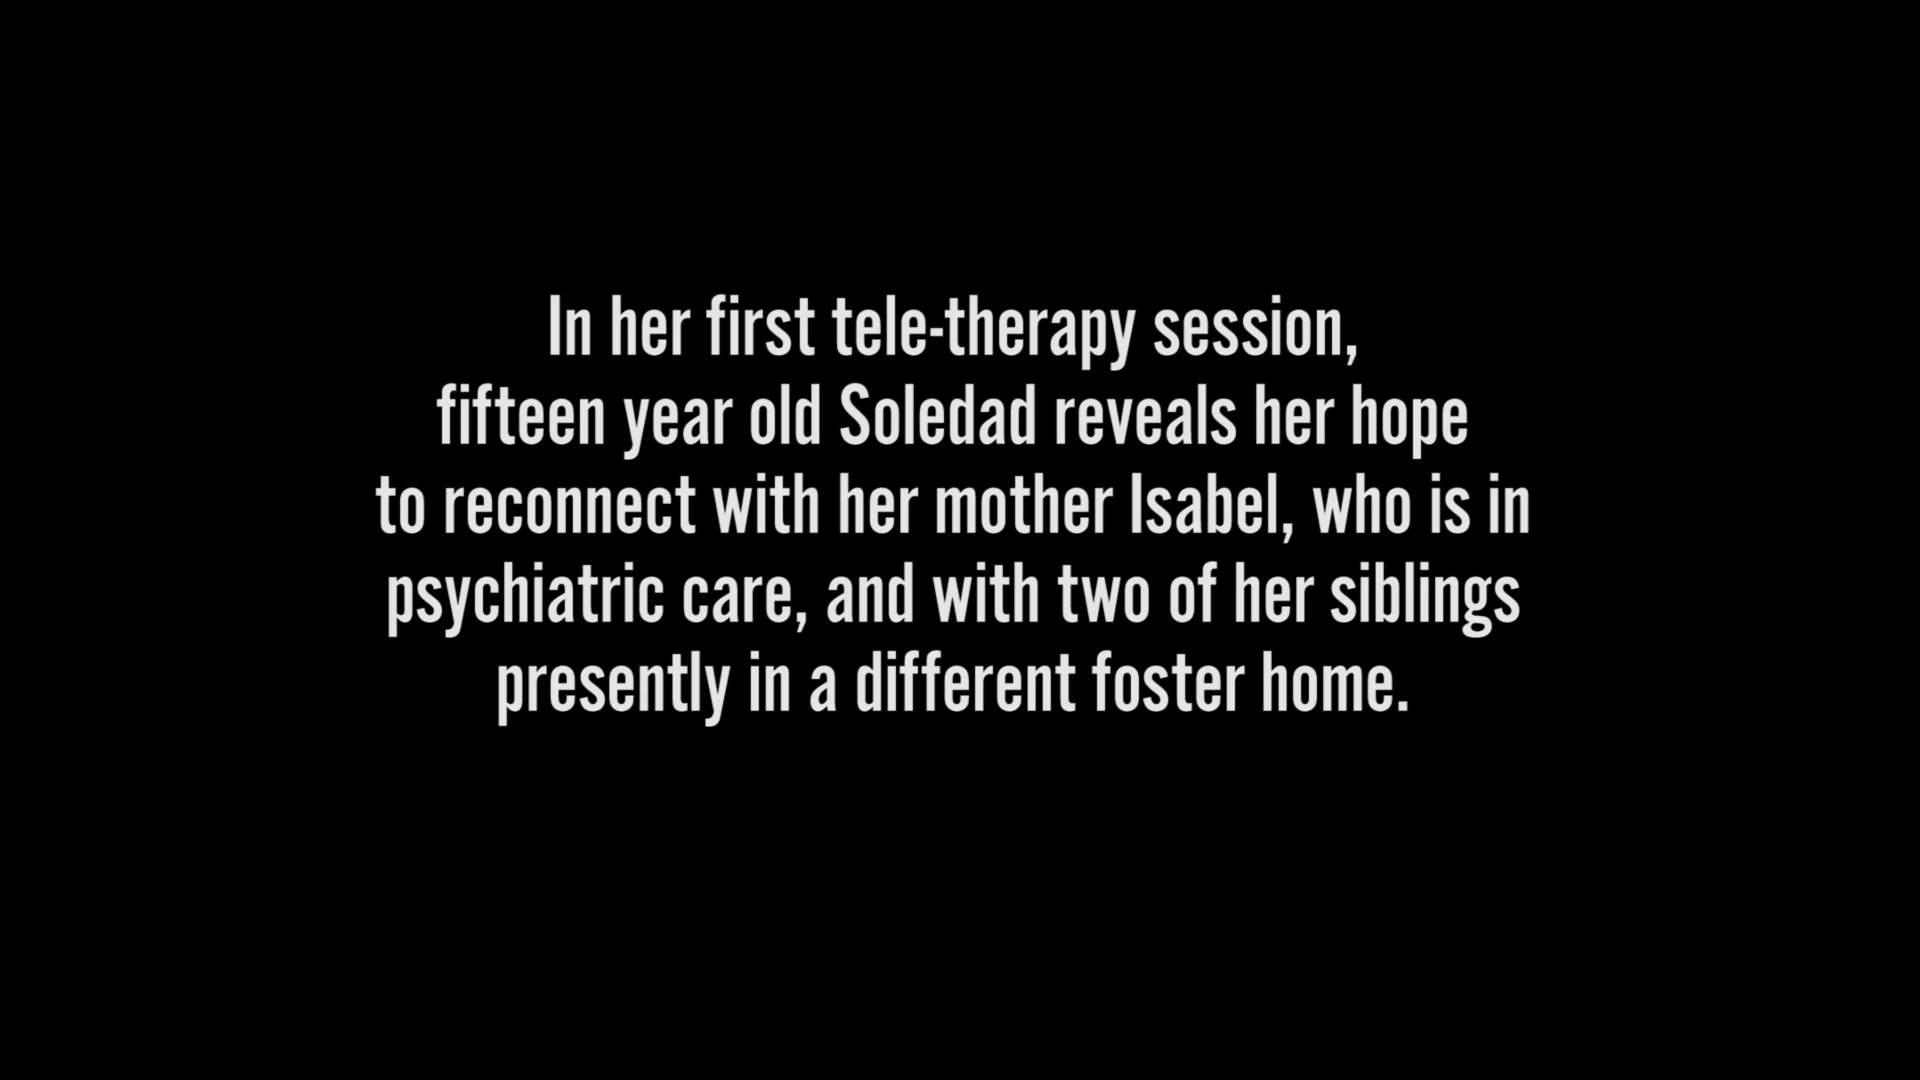 In her first tele-therapy session,
fifteen year old Soledad reveals her hope
to reconnect with her mother Isabel, who is in
psychiatric care, and with two of her siblings
presently in a different foster home.